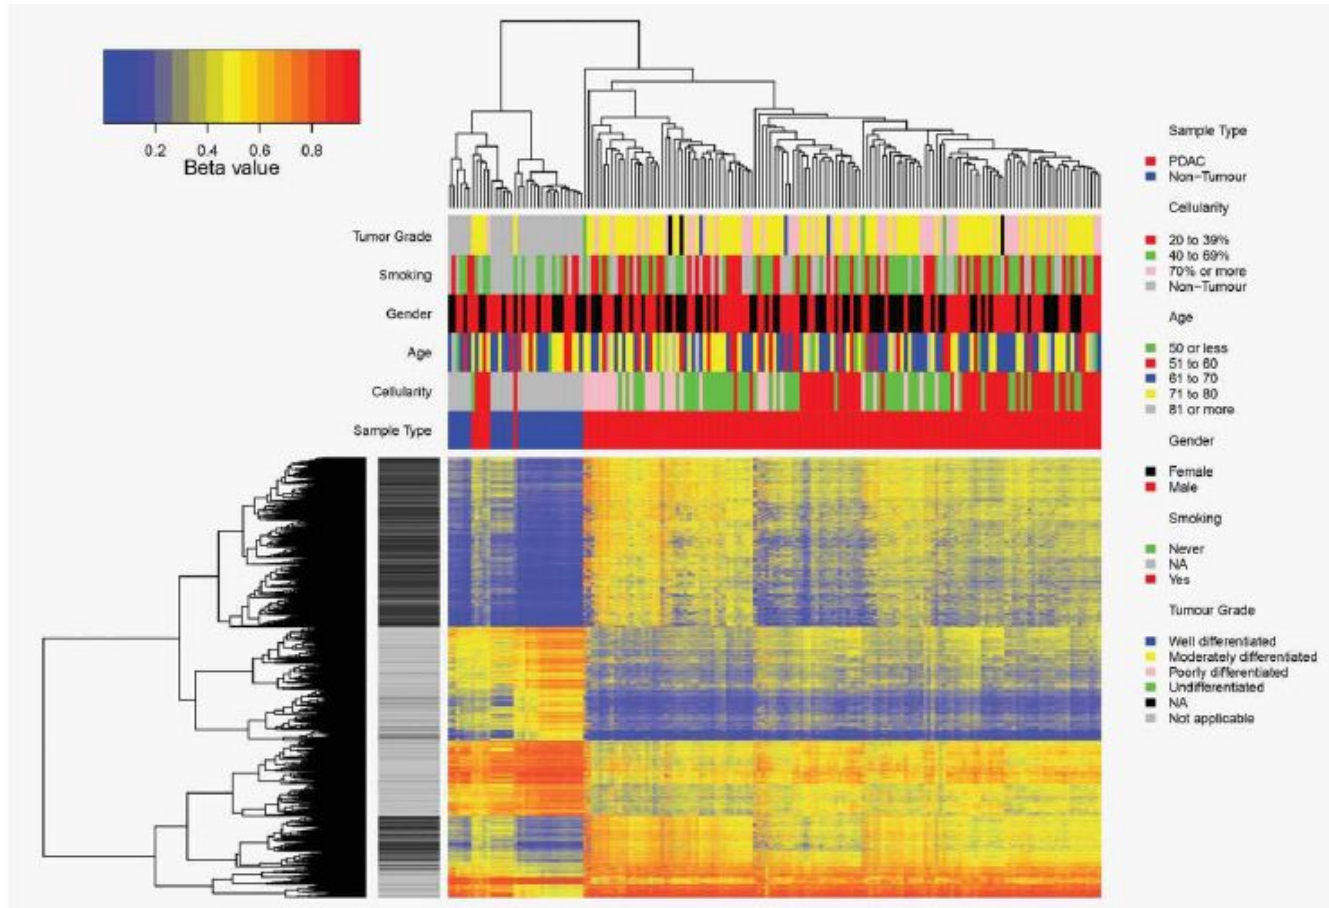 0.2 0.4 0.6 0.8
Beta value
Tumor Grade
Smoking
Gender
Age
Cellularity
Sample Type
Sample Type
PDAC
Non-Tumour
Cellularity
20 to 39%
40 to 69%
70% or more
Non-Tumour
Age
50 or less
51 to 60
61 to 70
71 to 80
81 or more
Gender
Female
Male
Smoking
Never
NA
Yes
Tumour Grade
Well differentiated
Moderately differentiated
Poorly differentiated
Undifferentiated
NA
Not applicable